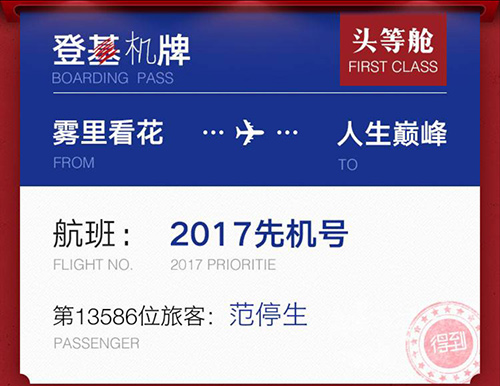 登基机牌
BOARDING PASS
头等舱
FIRST CLASS
雾里看花 ··· ✈ ··· 人生巅峰
FROM TO
航班： 2017先机号
FLIGHT NO. 2017 PRIORITIE
第13586位旅客：范停生
PASSENGER
得到